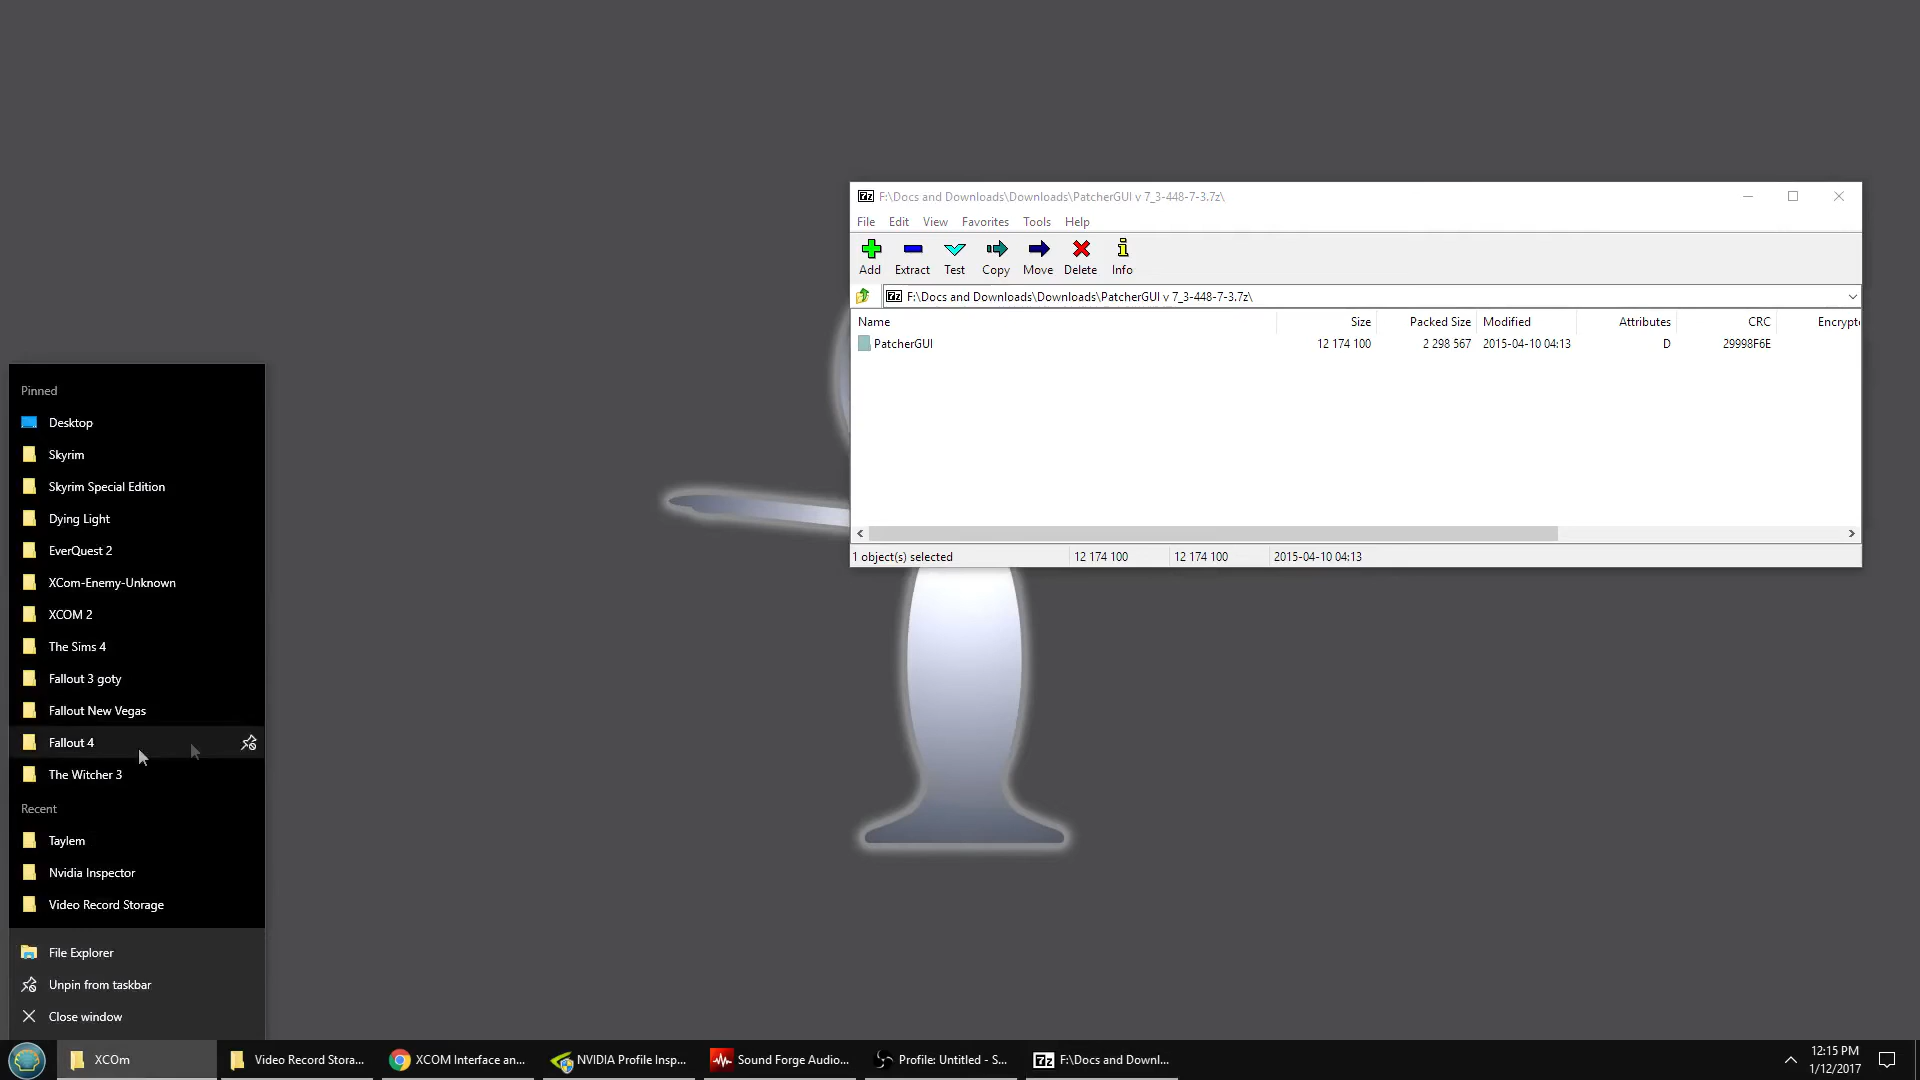 F:\Docs and Downloads\Downloads\PatcherGUI v 7_3-448-7-3.7z\
File Edit View Favorites Tools Help
Add Extract Test Copy Move Delete Info
F:\Docs and Downloads\Downloads\PatcherGUI v 7_3-448-7-3.7z\
Name Size Packed Size Modified Attributes CRC Encrypte
PatcherGUI 12 174 100 2 298 567 2015-04-10 04:13 D 29998F6E
1 object(s) selected 12 174 100 12 174 100 2015-04-10 04:13
Pinned
Desktop
Skyrim
Skyrim Special Edition
Dying Light
EverQuest 2
XCom-Enemy-Unknown
XCOM 2
The Sims 4
Fallout 3 goty
Fallout New Vegas
Fallout 4
The Witcher 3
Recent
Taylem
Nvidia Inspector
Video Record Storage
File Explorer
Unpin from taskbar
Close window
XCOm Video Record Stora... XCOM Interface an... NVIDIA Profile Insp... Sound Forge Audio... Profile: Untitled - S... F:\Docs and Downl...
12:15 PM
1/12/2017